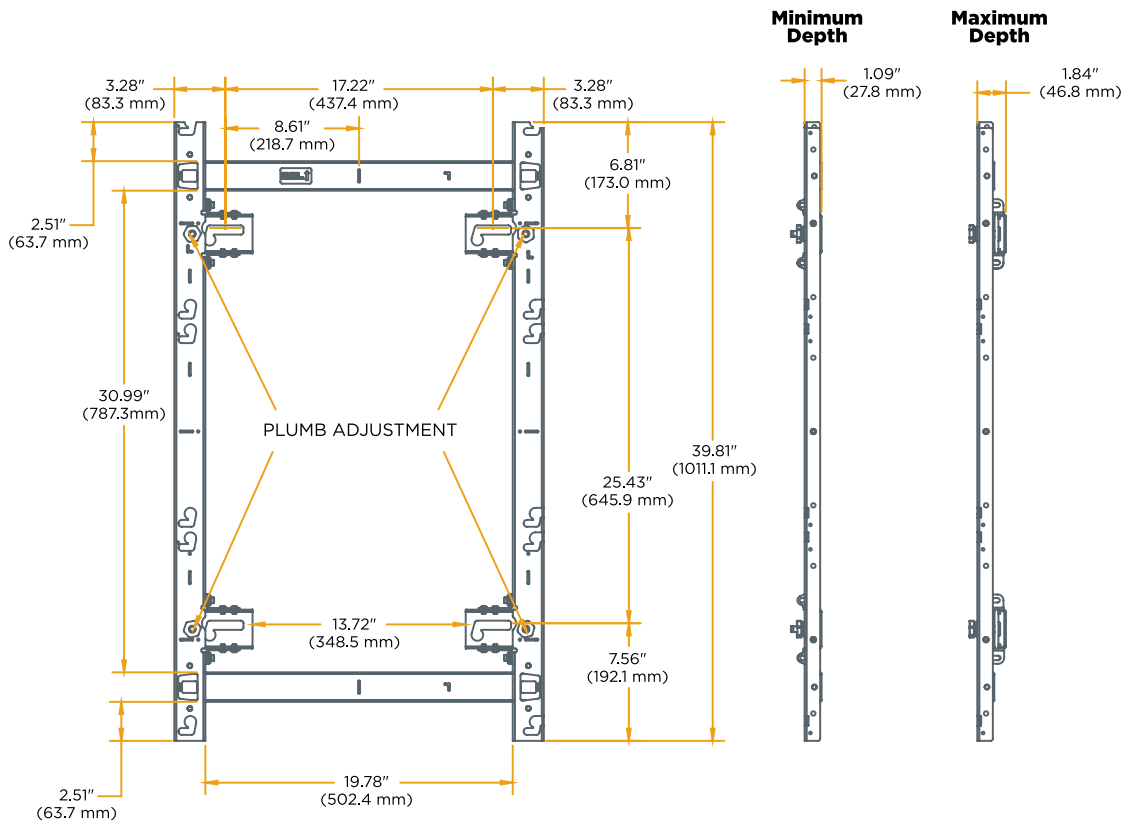 Minimum
Depth
Maximum
Depth
3.28"
(83.3 mm)
17.22"
(437.4 mm)
3.28"
(83.3 mm)
1.09"
(27.8 mm)
1.84"
(46.8 mm)
8.61"
(218.7 mm)
6.81"
(173.0 mm)
2.51"
(63.7 mm)
30.99"
(787.3mm)
PLUMB ADJUSTMENT
39.81"
(1011.1 mm)
25.43"
(645.9 mm)
13.72"
(348.5 mm)
7.56"
(192.1 mm)
19.78"
(502.4 mm)
2.51"
(63.7 mm)